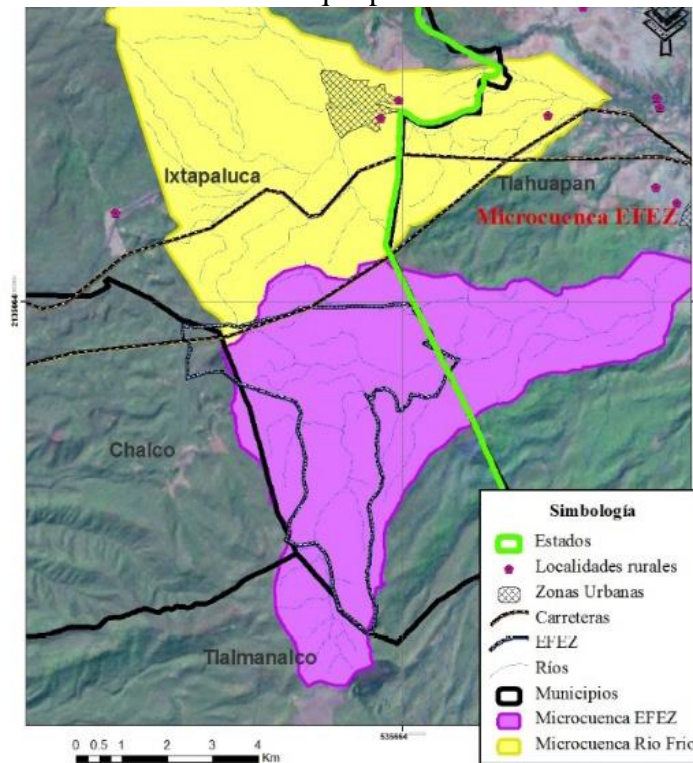 Ixtapaluca
Tlahuapan
Microcuenca EFEZ
2135664
Chalco
Tlalmanalco
Simbología
Estados
Localidades rurales
Zonas Urbanas
Carreteras
EFEZ
Ríos
Municipios
Microcuenca EFEZ
Microcuenca Rio Frio
0 0.5 1 2 3 4
Km
535664